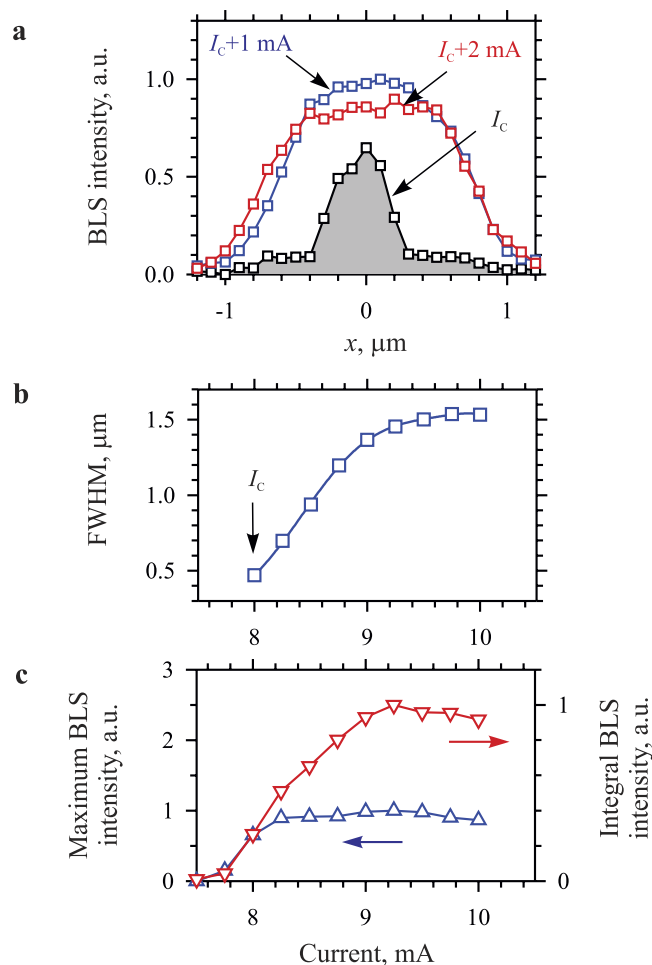 a
I_C+1 mA
I_C+2 mA
I_C
BLS intensity, a.u.
1.0
0.5
0.0
-1
0
1
x, μm
b
FWHM, μm
1.5
1.0
0.5
I_C
8
9
10
c
Maximum BLS
intensity, a.u.
3
2
1
0
Integral BLS
intensity, a.u.
1
0
8
9
10
Current, mA